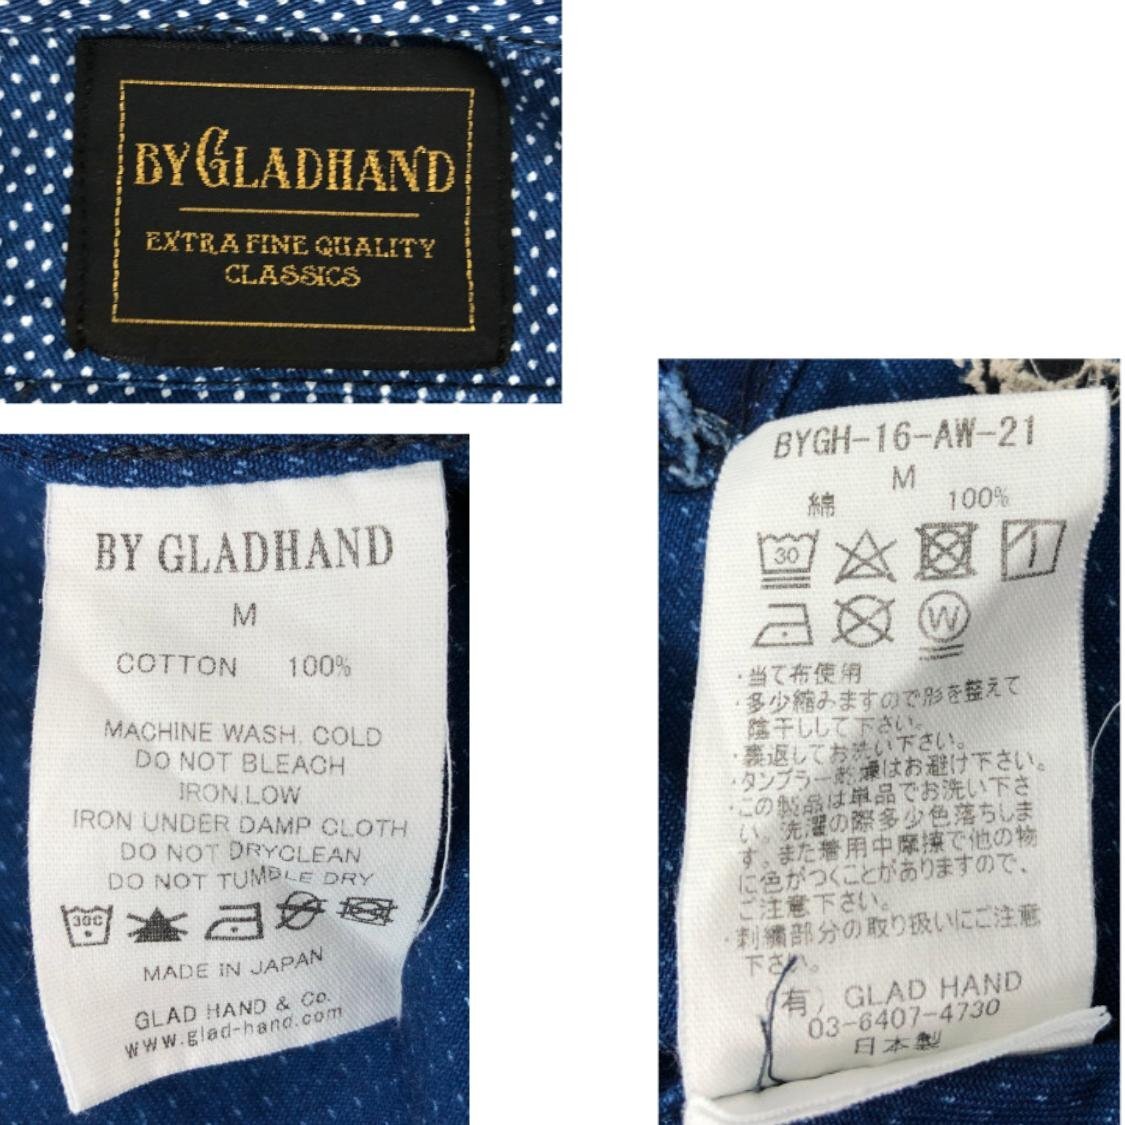 BY GLADHAND
EXTRA FINE QUALITY
CLASSICS
BY GLADHAND
M
COTTON 100%
MACHINE WASH. COLD
DO NOT BLEACH
IRON.LOW
IRON UNDER DAMP CLOTH
DO NOT DRYCLEAN
DO NOT TUMBLE DRY
30C
MADE IN JAPAN
GLAD HAND & Co.
www.glad-hand.com
BYGH-16-AW-21
M
綿 100%
30
W
・当て布使用
・多少縮みますので形を整えて
陰干しして下さい。
・裏返してお洗い下さい。
・タンブラー乾燥はお避け下さい。
・この製品は単品でお洗い下さ
い。洗濯の際多少色落ちしま
す。また着用中摩擦で他の物
に色がつくことがありますので、
ご注意下さい。
・刺繍部分の取り扱いにご注意
下さい。
(有) GLAD HAND
03-6407-4730
日本製